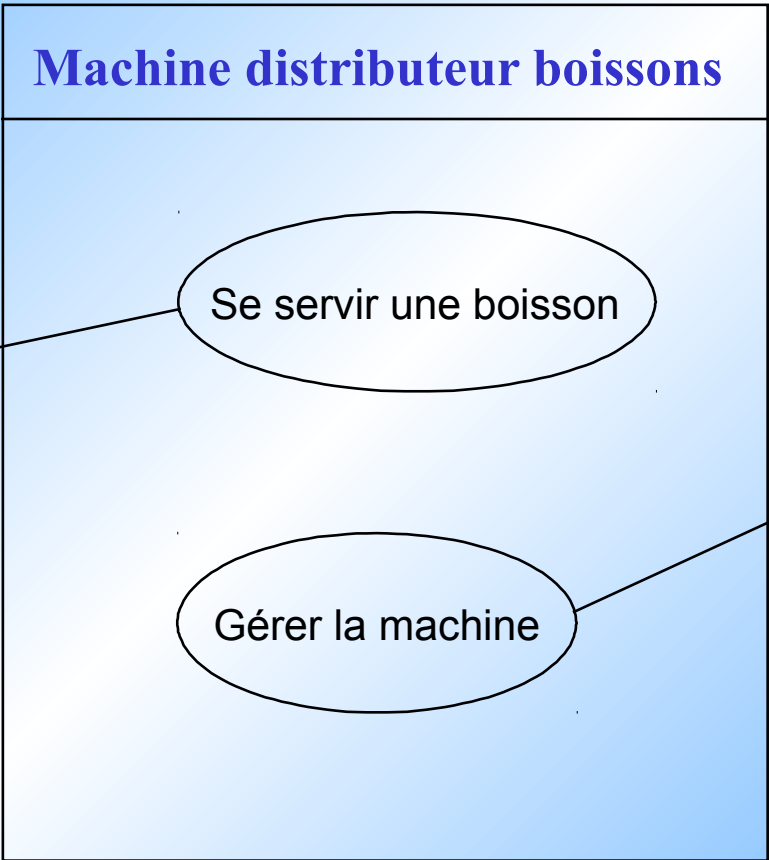 Machine distributeur boissons
Se servir une boisson
Gérer la machine